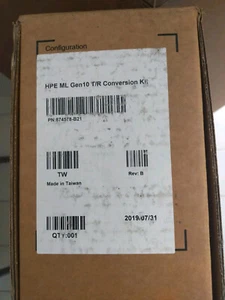 Configuration
HPE ML Gen10 T/R Conversion Kit
PN 874578-B21
TW
Rev: B
Made in Taiwan
2019/07/31
QTY:001